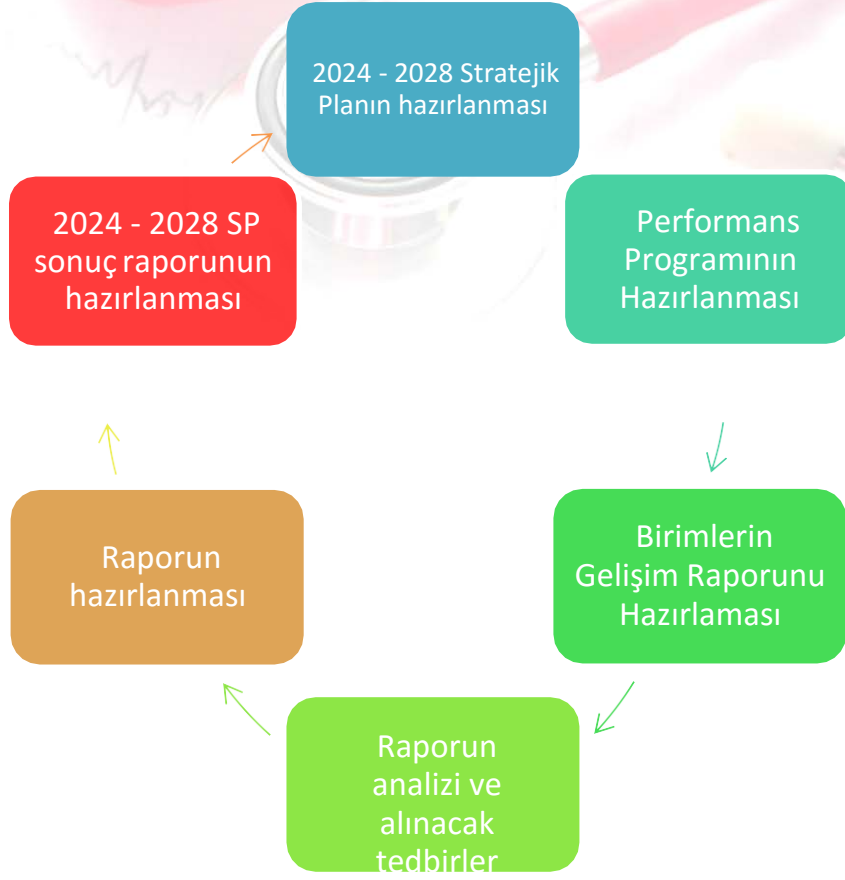 2024 - 2028 Stratejik
Planın hazırlanması
Performans
Programının
Hazırlanması
Birimlerin
Gelişim Raporunu
Hazırlaması
Raporun
analizi ve
alınacak
tedbirler
Raporun
hazırlanması
2024 - 2028 SP
sonuç raporunun
hazırlanması